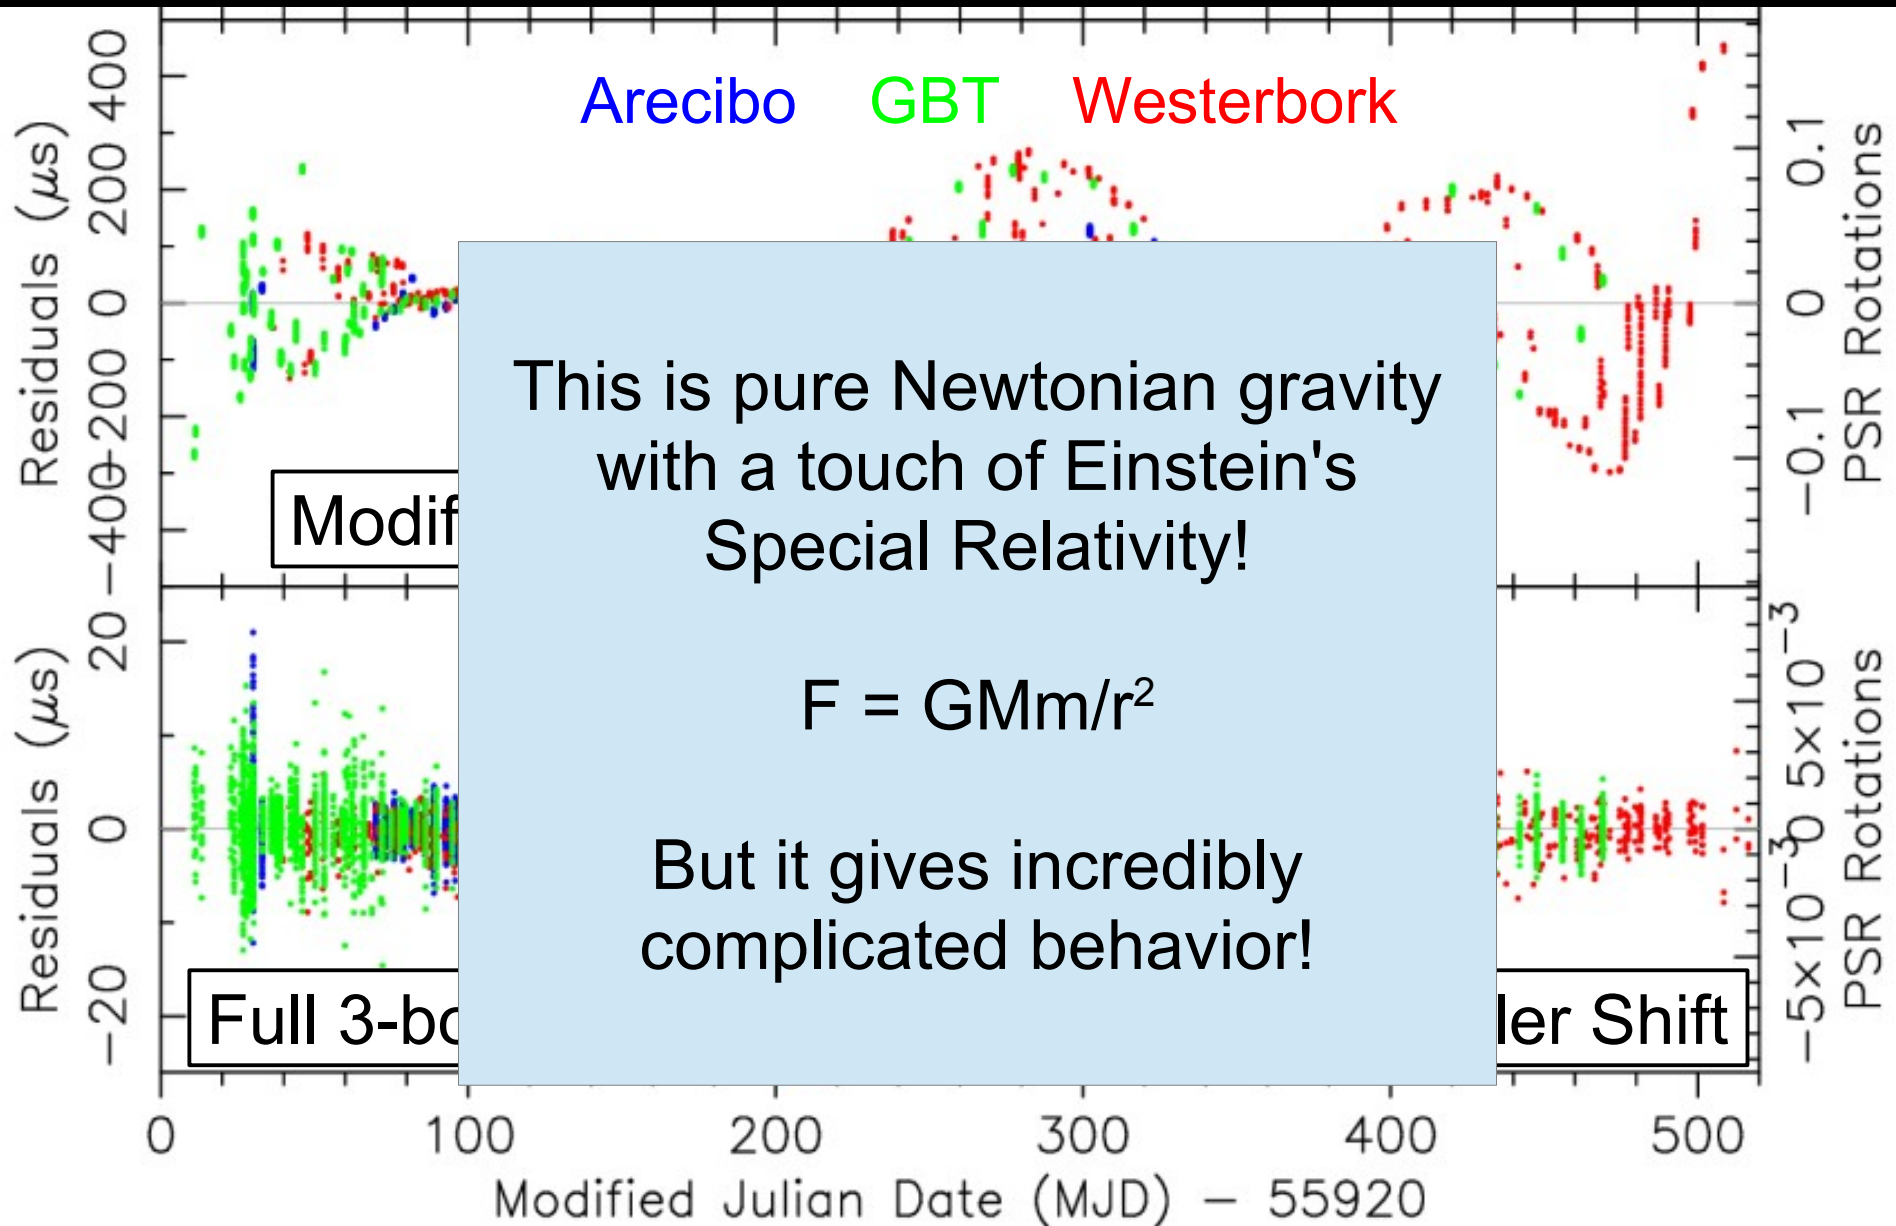 Arecibo GBT Westerbork
Residuals (μs)
400
200
0
−200
−400
0.1
0
−0.1
PSR Rotations
Modif
This is pure Newtonian gravity
with a touch of Einstein's
Special Relativity!
F = GMm/r²
But it gives incredibly
complicated behavior!
Residuals (μs)
20
0
−20
5×10⁻³
0
−5×10⁻³
PSR Rotations
Full 3-bo
ler Shift
0 100 200 300 400 500
Modified Julian Date (MJD) − 55920